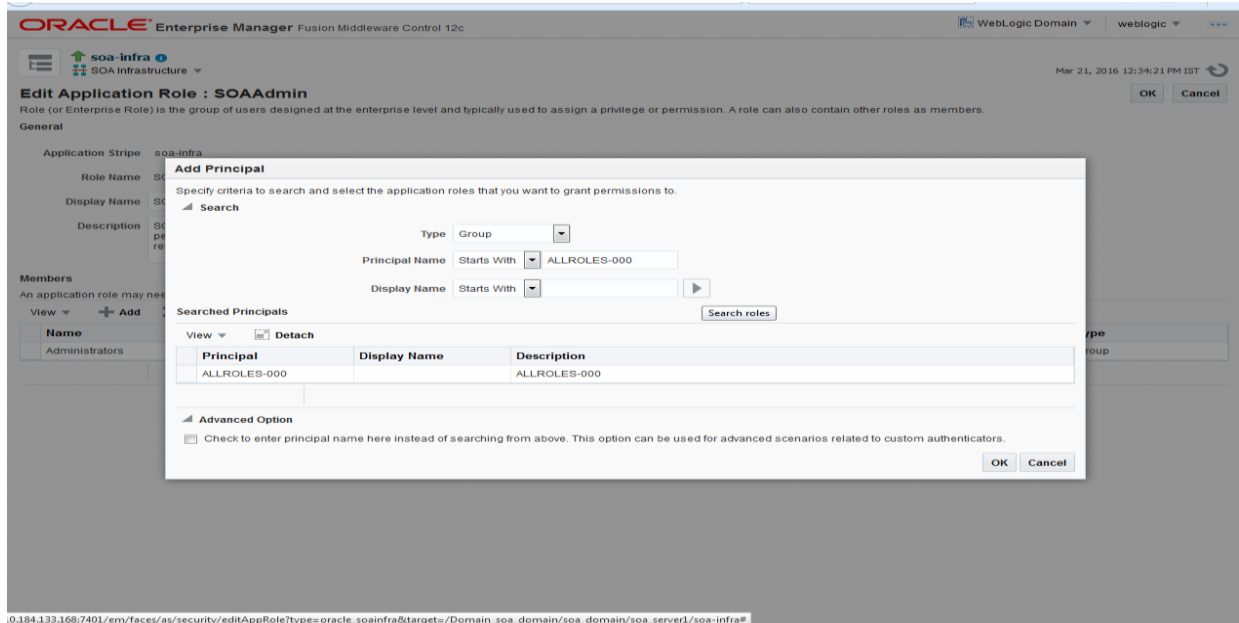 ORACLE Enterprise Manager Fusion Middleware Control 12c
WebLogic Domain weblogic
soa-infra
SOA Infrastructure
Mar 21, 2016 12:34:21 PM IST
Edit Application Role : SOAAdmin
OK Cancel
Role (or Enterprise Role) is the group of users designed at the enterprise level and typically used to assign a privilege or permission. A role can also contain other roles as members.
General
Application Stripe soa-infra
Role Name
Display Name
Description
Members
An application role may
View Add
Name
Administrators
Add Principal
Specify criteria to search and select the application roles that you want to grant permissions to.
Search
Type Group
Principal Name Starts With ALLROLES-000
Display Name Starts With
Searched Principals
Search roles
View Detach
Principal Display Name Description
ALLROLES-000 ALLROLES-000
Advanced Option
Check to enter principal name here instead of searching from above. This option can be used for advanced scenarios related to custom authenticators.
OK Cancel
0.184.133.168:7401/em/faces/as/security/editAppRole?type=oracle_soainfra&target=/Domain_soa_domain/soa_domain/soa_server1/soa-infra#